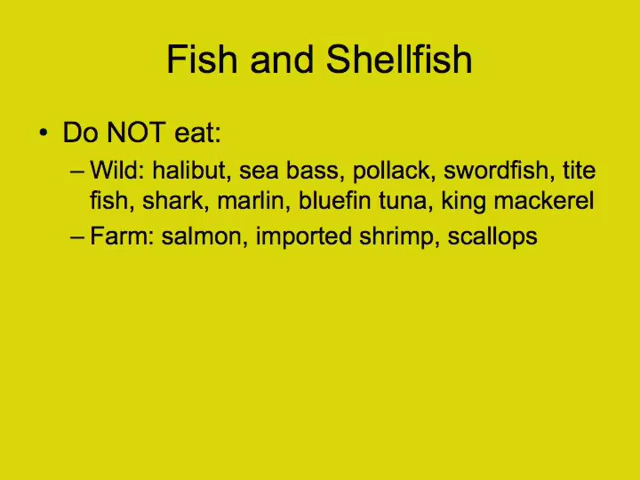 Fish and Shellfish
• Do NOT eat:
– Wild: halibut, sea bass, pollack, swordfish, tite
fish, shark, marlin, bluefin tuna, king mackerel
– Farm: salmon, imported shrimp, scallops